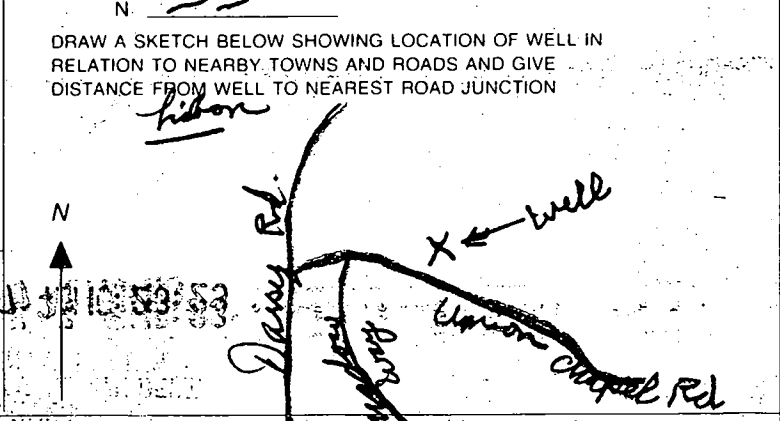 N
DRAW A SKETCH BELOW SHOWING LOCATION OF WELL IN
RELATION TO NEARBY TOWNS AND ROADS AND GIVE
DISTANCE FROM WELL TO NEAREST ROAD JUNCTION
Lisbon
N
X ← Well
Daisy Rd.
Union Chapel Rd
Way